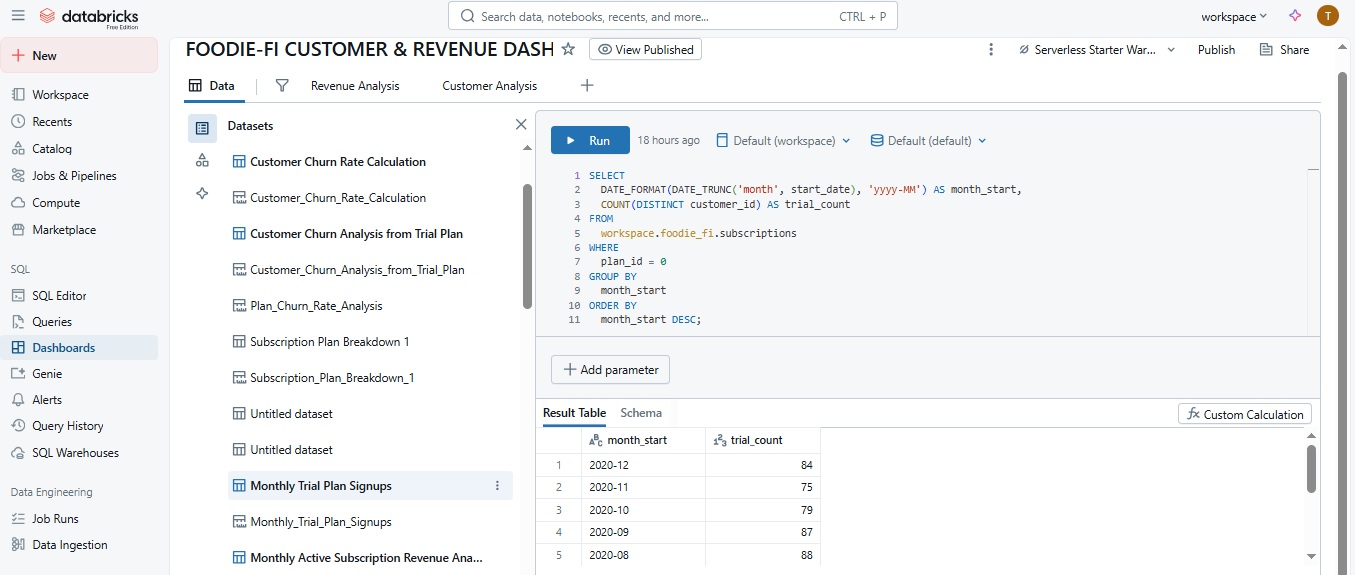 databricks
Free Edition
Search data, notebooks, recents, and more...
CTRL + P
workspace
T
New
Workspace
Recents
Catalog
Jobs & Pipelines
Compute
Marketplace
SQL
SQL Editor
Queries
Dashboards
Genie
Alerts
Query History
SQL Warehouses
Data Engineering
Job Runs
Data Ingestion
FOODIE-FI CUSTOMER & REVENUE DASH
View Published
Serverless Starter War...
Publish
Share
Data
Revenue Analysis
Customer Analysis
Datasets
Customer Churn Rate Calculation
Customer_Churn_Rate_Calculation
Customer Churn Analysis from Trial Plan
Customer_Churn_Analysis_from_Trial_Plan
Plan_Churn_Rate_Analysis
Subscription Plan Breakdown 1
Subscription_Plan_Breakdown_1
Untitled dataset
Untitled dataset
Monthly Trial Plan Signups
Monthly_Trial_Plan_Signups
Monthly Active Subscription Revenue Ana...
Run
18 hours ago
Default (workspace)
Default (default)
1 SELECT
2 DATE_FORMAT(DATE_TRUNC('month', start_date), 'yyyy-MM') AS month_start,
3 COUNT(DISTINCT customer_id) AS trial_count
4 FROM
5 workspace.foodie_fi.subscriptions
6 WHERE
7 plan_id = 0
8 GROUP BY
9 month_start
10 ORDER BY
11 month_start DESC;
Add parameter
Result Table
Schema
fx Custom Calculation
ABC month_start 123 trial_count
1 2020-12 84
2 2020-11 75
3 2020-10 79
4 2020-09 87
5 2020-08 88